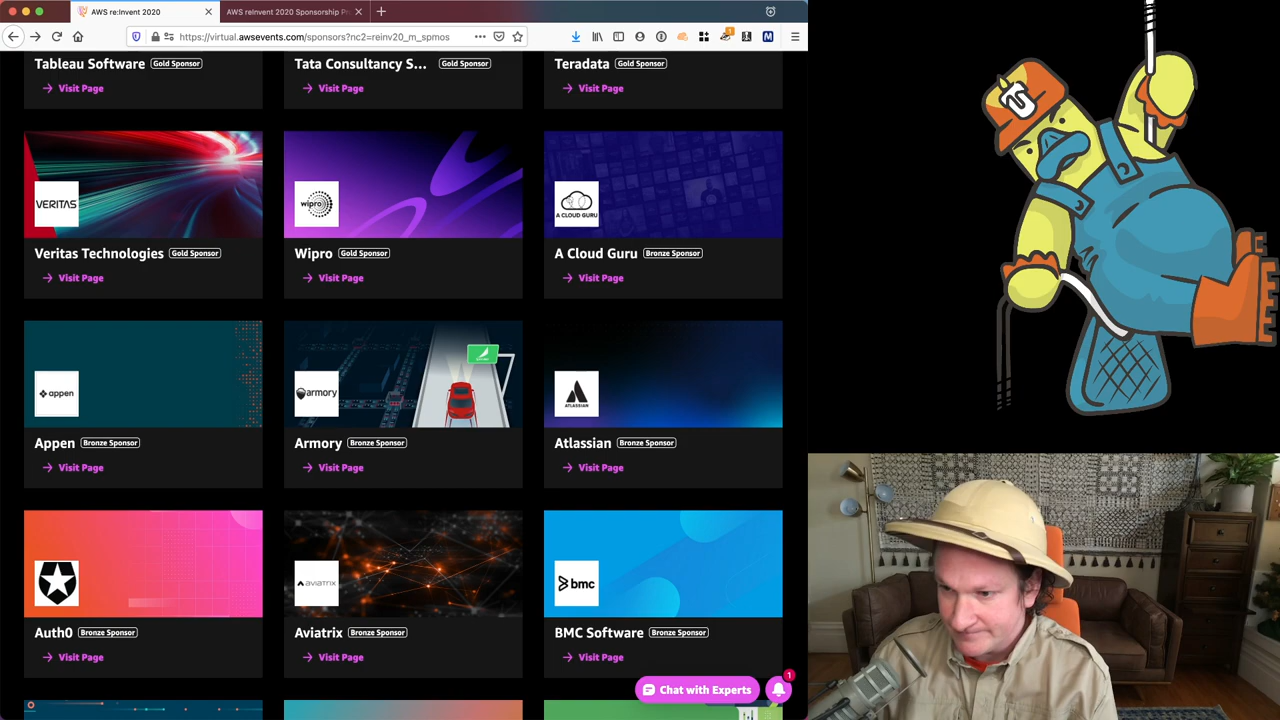 AWS re:Invent 2020
AWS reInvent 2020 Sponsorship Pr
https://virtual.awsevents.com/sponsors?nc2=reinv20_m_spmos
Tableau Software Gold Sponsor
Tata Consultancy S... Gold Sponsor
Teradata Gold Sponsor
Visit Page
Visit Page
Visit Page
VERITAS
wipro
A CLOUD GURU
Veritas Technologies Gold Sponsor
Wipro Gold Sponsor
A Cloud Guru Bronze Sponsor
Visit Page
Visit Page
Visit Page
appen
armory
ATLASSIAN
Appen Bronze Sponsor
Armory Bronze Sponsor
Atlassian Bronze Sponsor
Visit Page
Visit Page
Visit Page
AVIATRIX
bmc
Auth0 Bronze Sponsor
Aviatrix Bronze Sponsor
BMC Software Bronze Sponsor
Visit Page
Visit Page
Visit Page
Chat with Experts
1